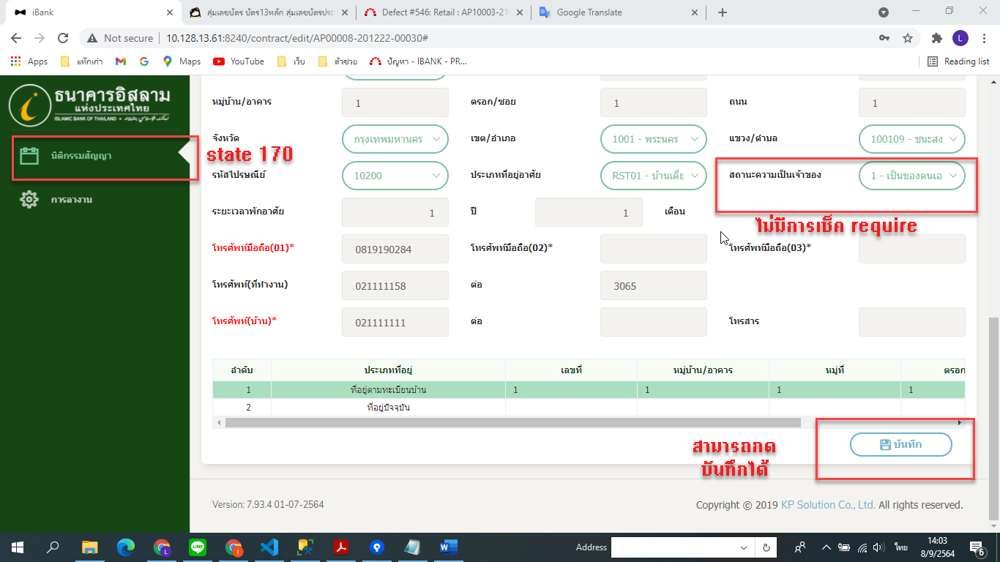 iBank
สุ่มเลขบัตร บัตร13หลัก สุ่มเลขบัตรประ
Defect #546: Retail : AP10003-21
Google Translate
Not secure
10.128.13.61:8240/contract/edit/AP00008-201222-00030#
L
Apps
แท๊กเก่า
Maps
YouTube
เว็บ
ตัวช่วย
ปัญหา - IBANK - PR...
Reading list
ธนาคารอิสลาม
แห่งประเทศไทย
ISLAMIC BANK OF THAILAND
นิติกรรมสัญญา
state 170
การลางาน
หมู่บ้าน/อาคาร 1 ตรอก/ซอย 1 ถนน 1
จังหวัด กรุงเทพมหานคร เขต/อำเภอ 1001 - พระนคร แขวง/ตำบล 100109 - ชนะสง
รหัสไปรษณีย์ 10200 ประเภทที่อยู่อาศัย RST01 - บ้านเดี่ย สถานะความเป็นเจ้าของ 1 - เป็นของตนเอ
ระยะเวลาพักอาศัย 1 ปี 1 เดือน
ไม่มีการเช็ค require
โทรศัพท์มือถือ(01)* 0819190284 โทรศัพท์มือถือ(02)* โทรศัพท์มือถือ(03)*
โทรศัพท์(ที่ทำงาน) 021111158 ต่อ 3065
โทรศัพท์(บ้าน)* 021111111 ต่อ โทรสาร
ลำดับ ประเภทที่อยู่ เลขที่ หมู่บ้าน/อาคาร หมู่ที่ ตรอก
1 ที่อยู่ตามทะเบียนบ้าน 1 1 1 1
2 ที่อยู่ปัจจุบัน
สามารถกด
บันทึกได้
บันทึก
Version: 7.93.4 01-07-2564
Copyright © 2019 KP Solution Co., Ltd. All rights reserved.
Address
ไทย
14:03
8/9/2564
6